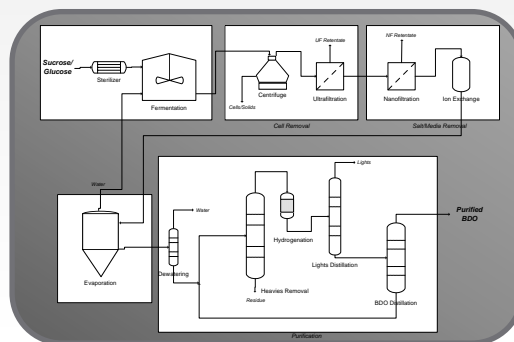 Sucrose/
Glucose
Sterilizer
Fermentation
Centrifuge
Cells/Solids
UF Retentate
Ultrafiltration
Cell Removal
NF Retentate
Nanofiltration
Ion Exchange
Salt/Media Removal
Water
Evaporation
Water
Dewatering
Heavies Removal
Residue
Hydrogenation
Lights
Lights Distillation
BDO Distillation
Purified
BDO
Purification